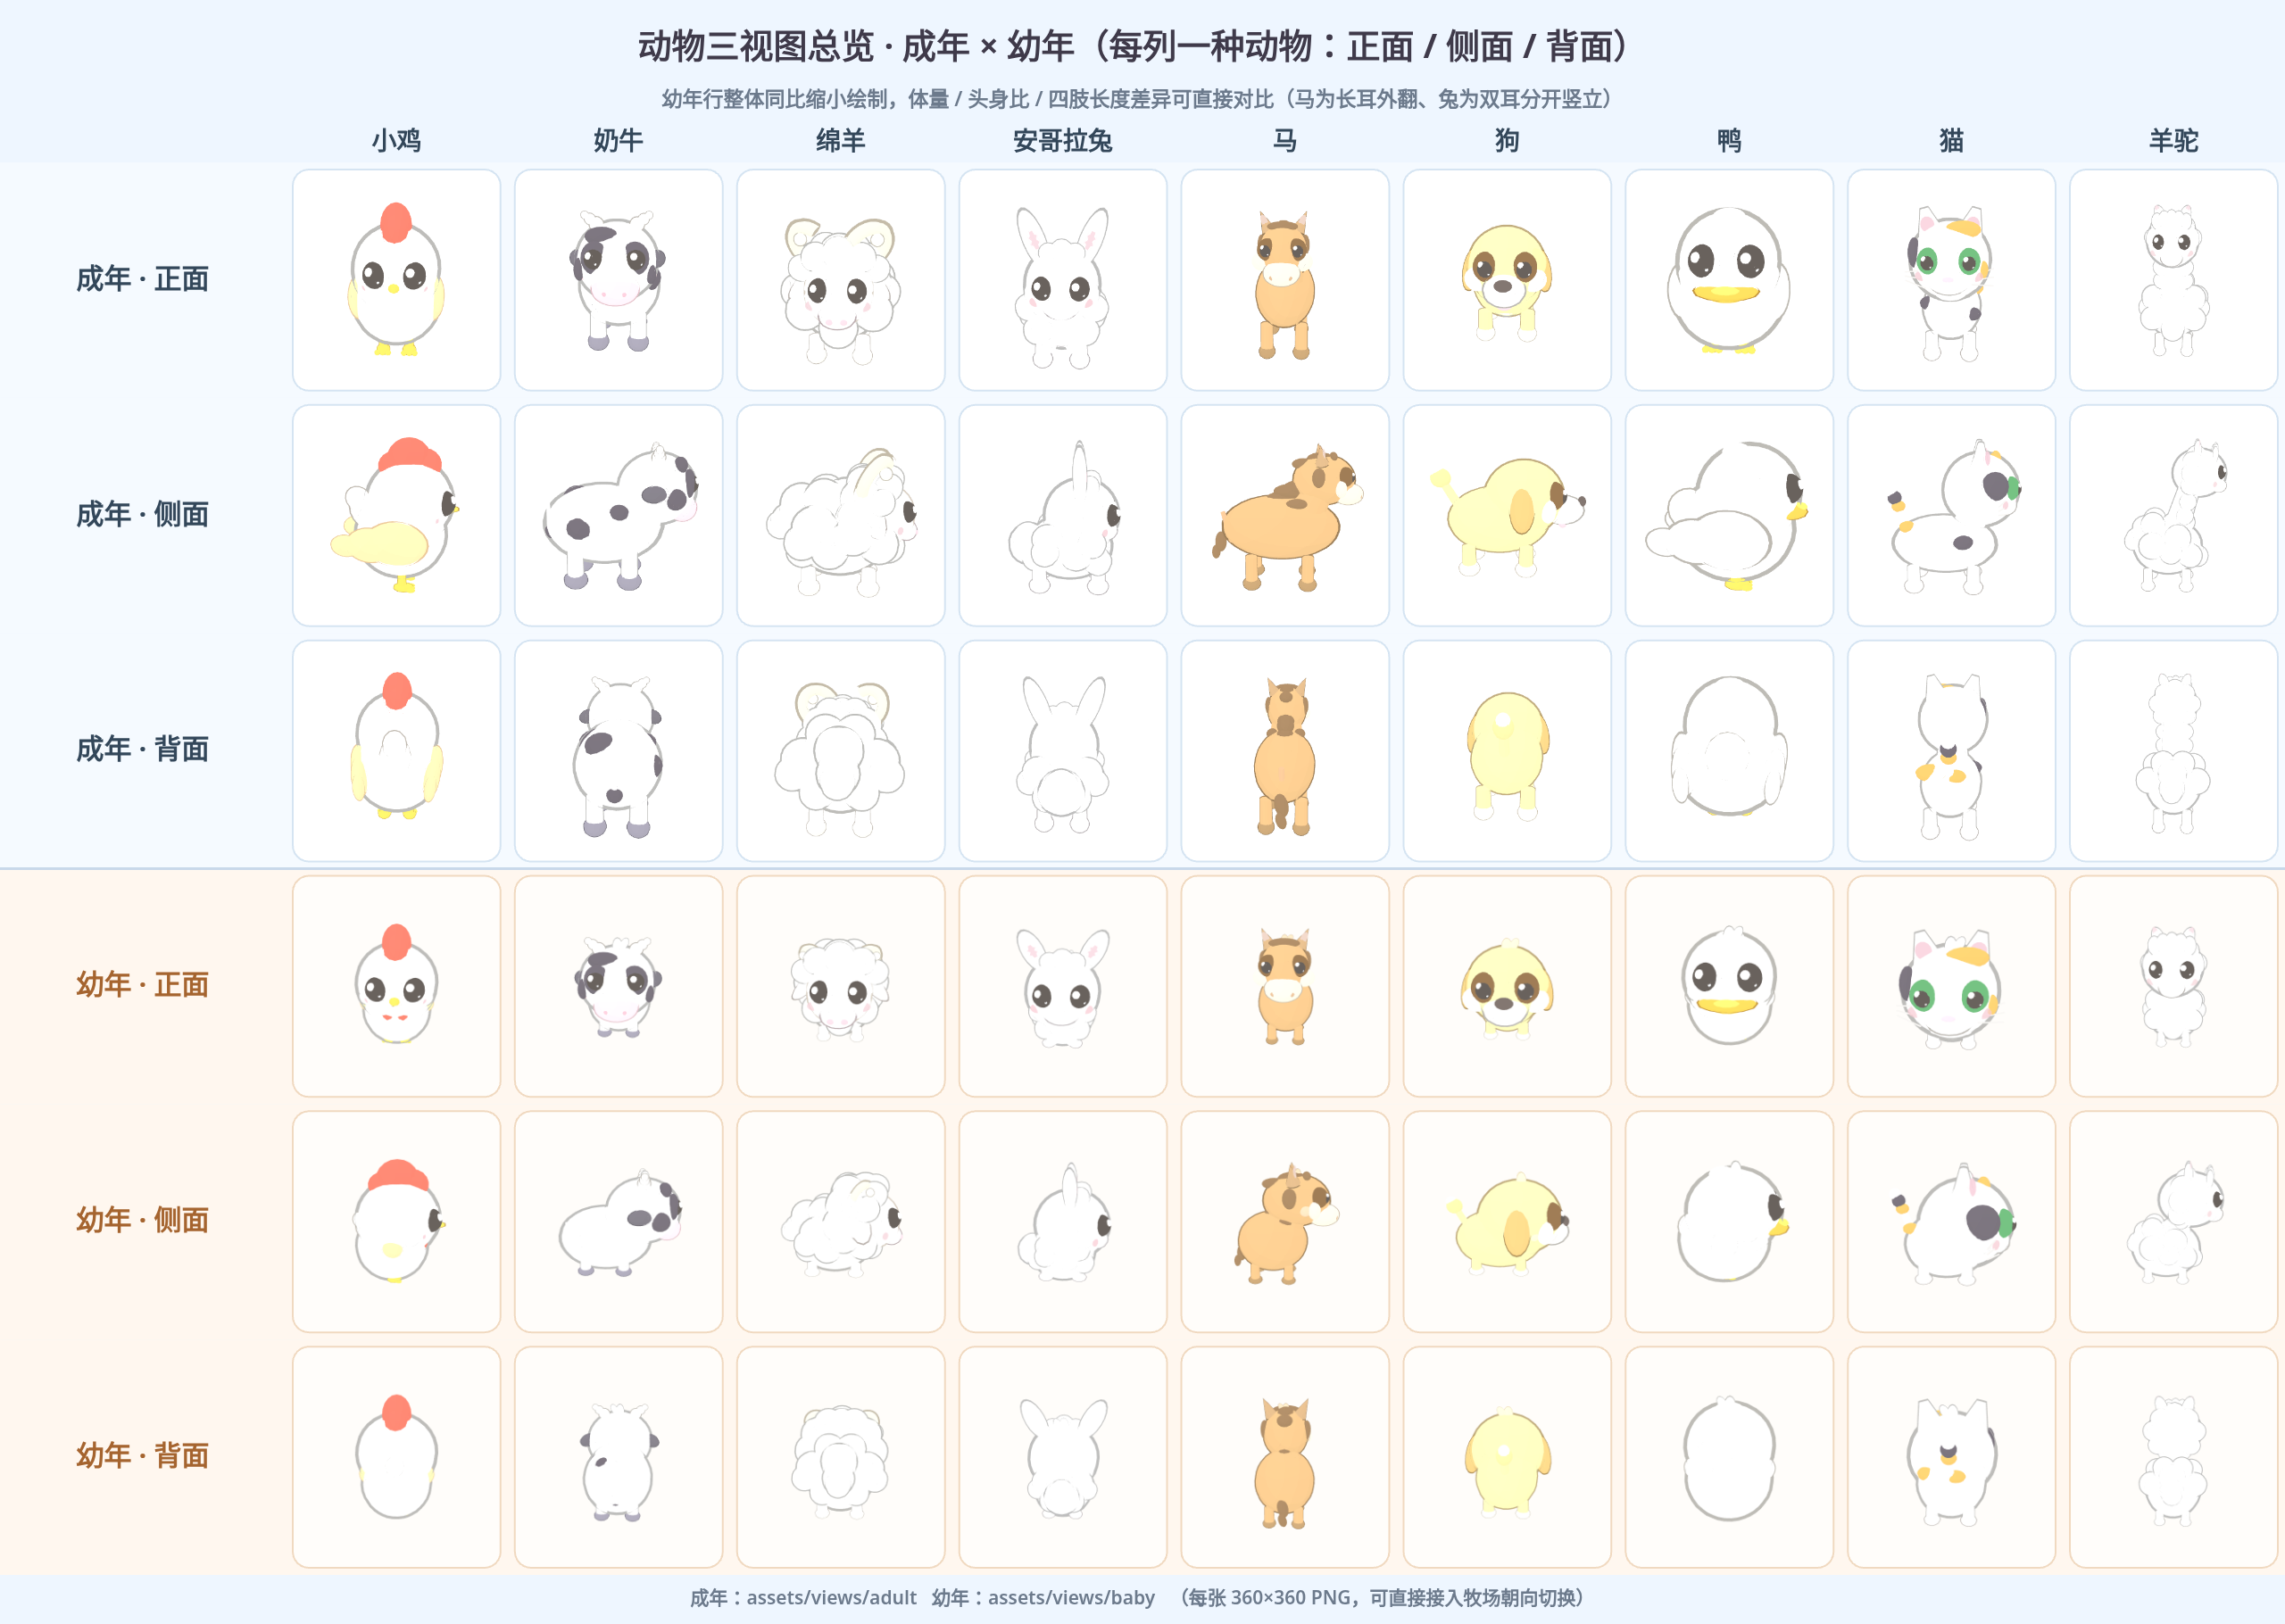 动物三视图总览 · 成年 × 幼年（每列一种动物：正面 / 侧面 / 背面）
幼年行整体同比缩小绘制，体量 / 头身比 / 四肢长度差异可直接对比（马为长耳外翻、兔为双耳分开竖立）
小鸡 奶牛 绵羊 安哥拉兔 马 狗 鸭 猫 羊驼
成年 · 正面
成年 · 侧面
成年 · 背面
幼年 · 正面
幼年 · 侧面
幼年 · 背面
成年：assets/views/adult 幼年：assets/views/baby （每张 360×360 PNG，可直接接入牧场朝向切换）